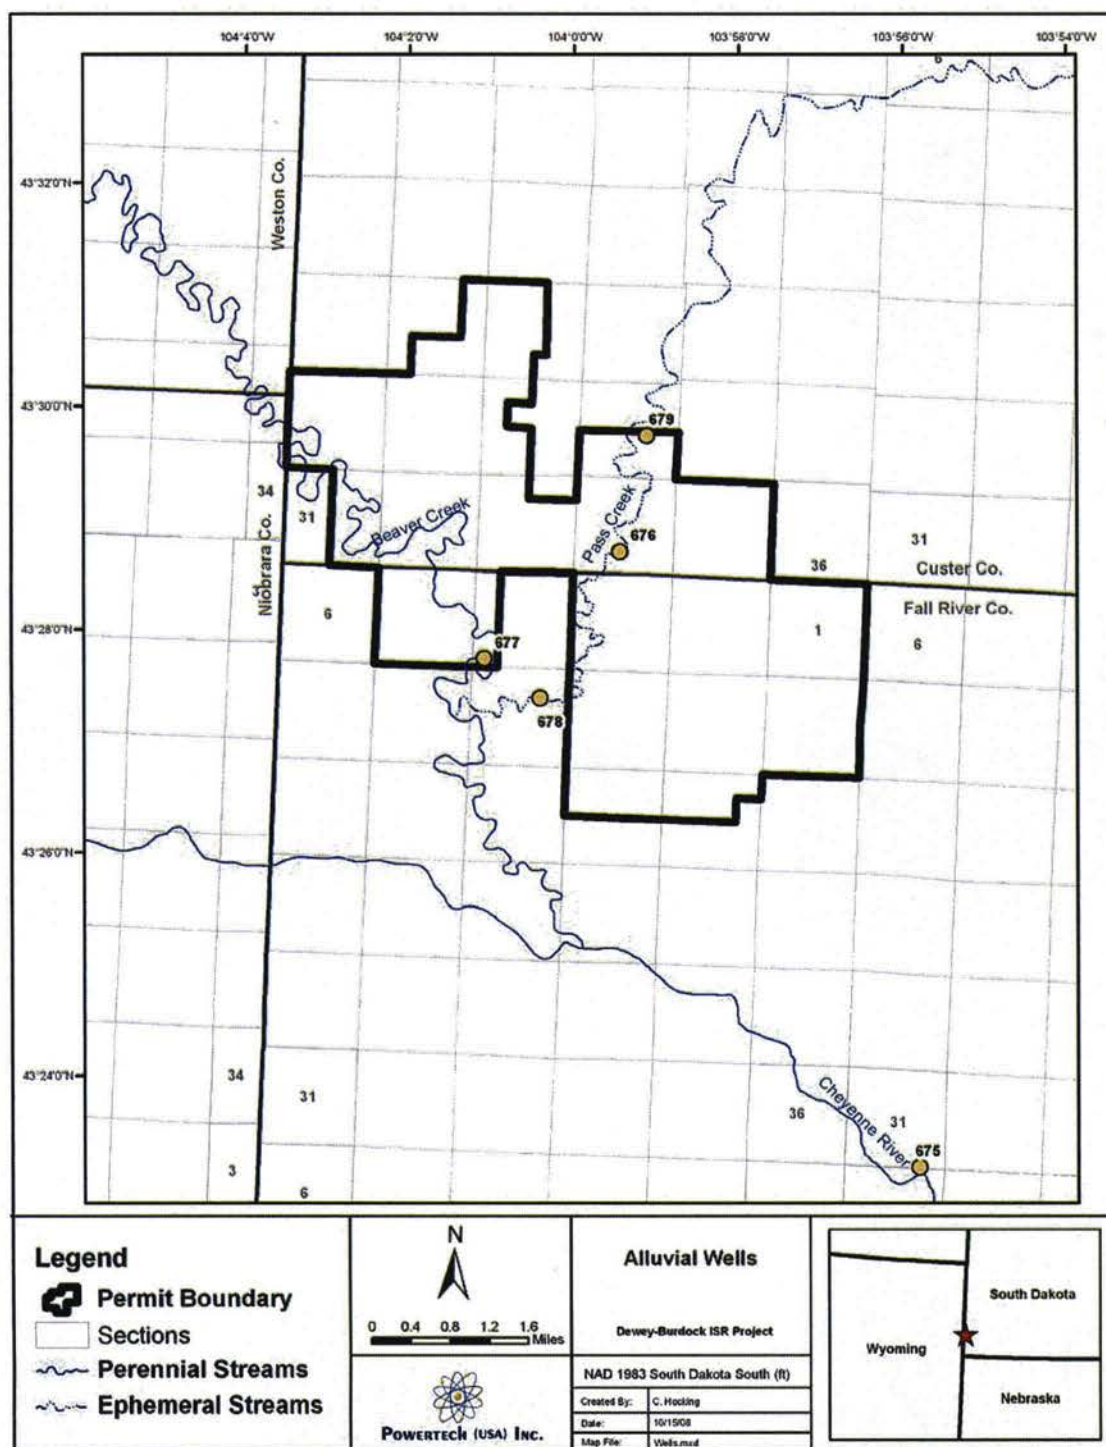 104°4'0"W 104°2'0"W 104°0'0"W 103°58'0"W 103°56'0"W 103°54'0"W
6
43°32'0"N
Weston Co.
43°30'0"N
679
34
31
Beaver Creek
Pass Creek
676
31
36
Custer Co.
Niobrara Co.
Fall River Co.
6
1
6
43°28'0"N
677
678
43°26'0"N
43°24'0"N
34
31
Cheyenne River
36
31
675
3
6
Legend
Permit Boundary
Sections
Perennial Streams
Ephemeral Streams
N
0 0.4 0.8 1.2 1.6
Miles
POWERTECH (USA) INC.
Alluvial Wells
Dewey-Burdock ISR Project
NAD 1983 South Dakota South (ft)
Created By: C. Hocking
Date: 10/15/08
Map File: Wells.mxd
South Dakota
Wyoming
Nebraska